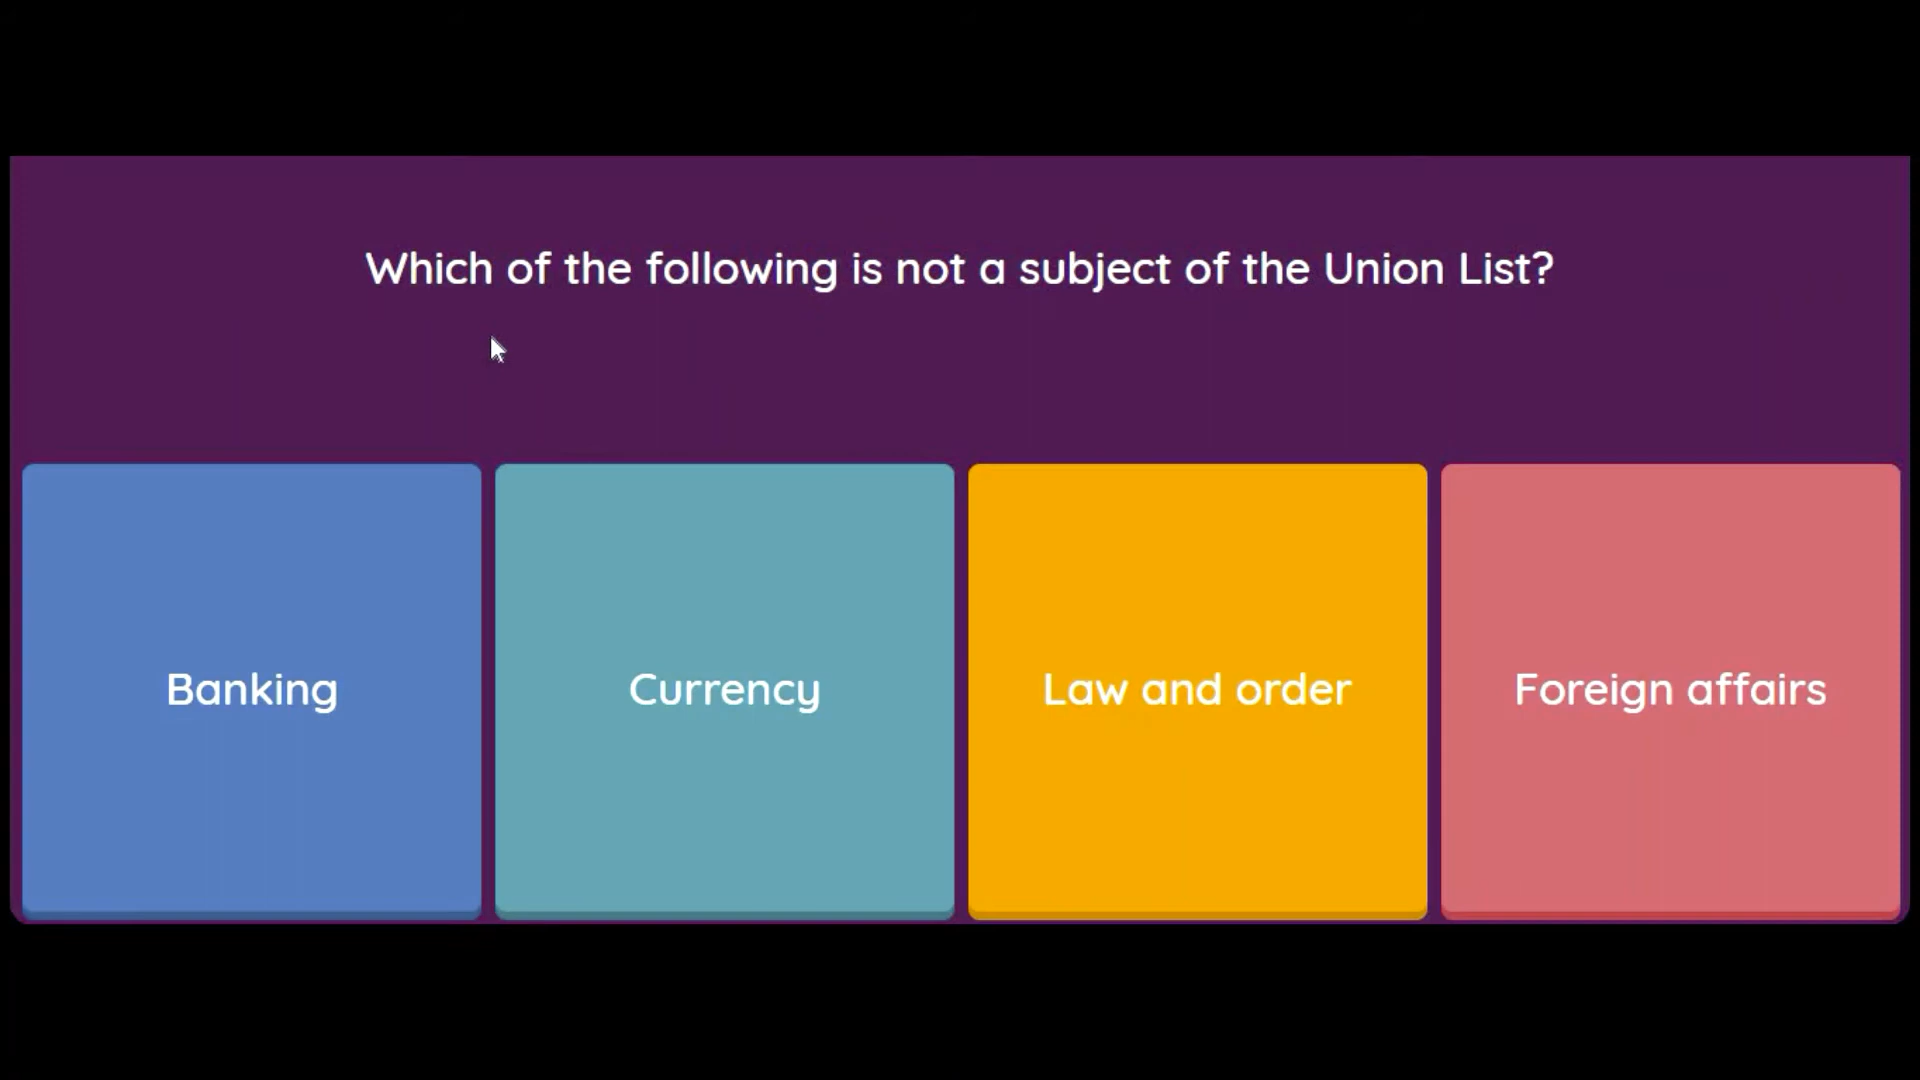 Which of the following is not a subject of the Union List?
Banking
Currency
Law and order
Foreign affairs